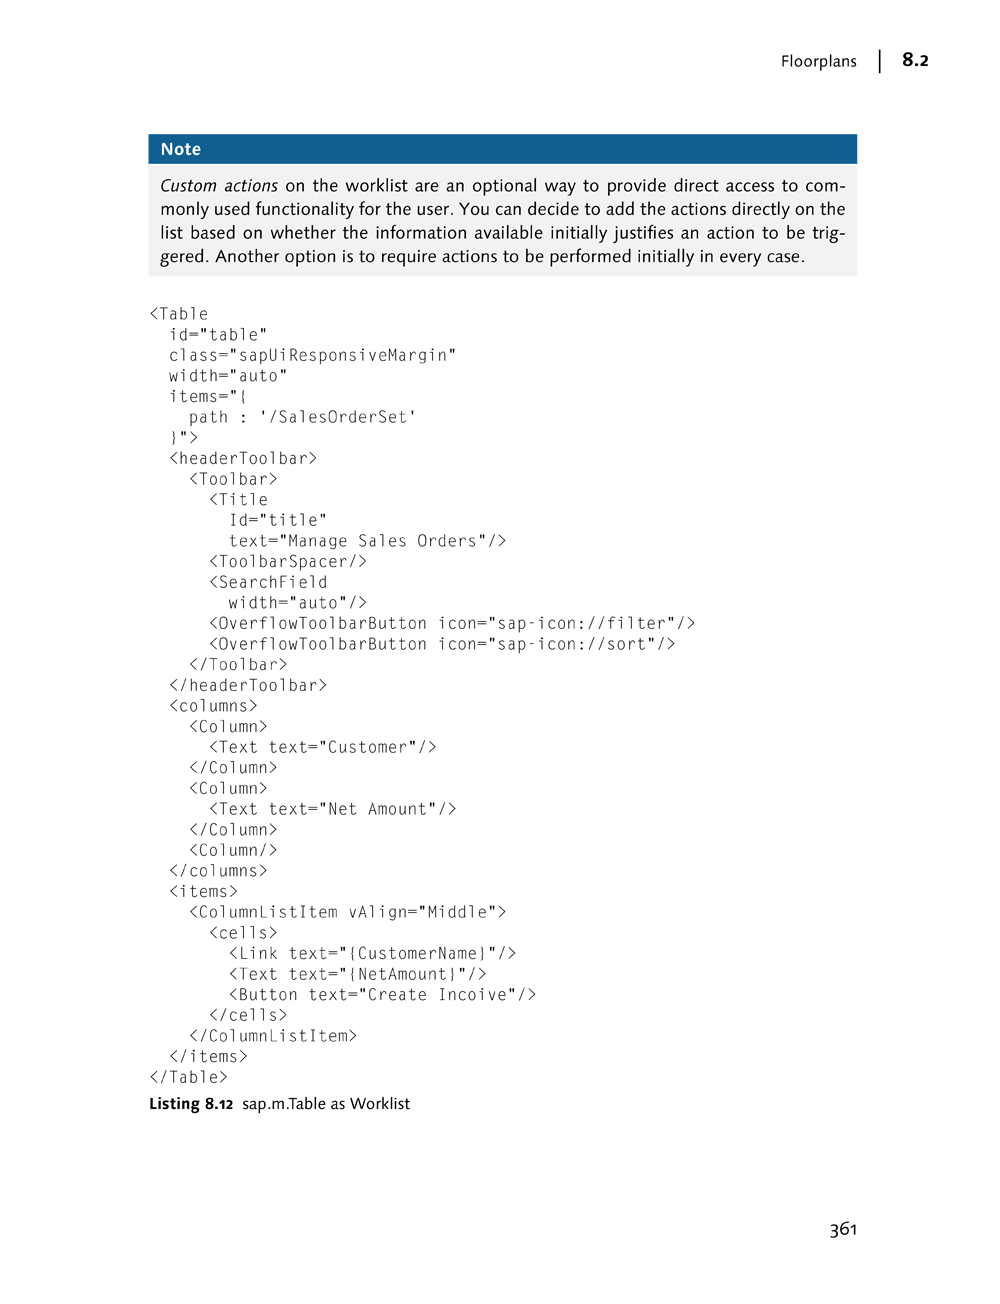 Floorplans 8.2
Note
Custom actions on the worklist are an optional way to provide direct access to com-
monly used functionality for the user. You can decide to add the actions directly on the
list based on whether the information available initially justifies an action to be trig-
gered. Another option is to require actions to be performed initially in every case.
<Table
  id="table"
  class="sapUiResponsiveMargin"
  width="auto"
  items="{
    path : '/SalesOrderSet'
  }">
  <headerToolbar>
    <Toolbar>
      <Title
        Id="title"
        text="Manage Sales Orders"/>
      <ToolbarSpacer/>
      <SearchField
        width="auto"/>
      <OverflowToolbarButton icon="sap-icon://filter"/>
      <OverflowToolbarButton icon="sap-icon://sort"/>
    </Toolbar>
  </headerToolbar>
  <columns>
    <Column>
      <Text text="Customer"/>
    </Column>
    <Column>
      <Text text="Net Amount"/>
    </Column>
    <Column/>
  </columns>
  <items>
    <ColumnListItem vAlign="Middle">
      <cells>
        <Link text="{CustomerName}"/>
        <Text text="{NetAmount}"/>
        <Button text="Create Incoive"/>
      </cells>
    </ColumnListItem>
  </items>
</Table>
Listing 8.12 sap.m.Table as Worklist
361